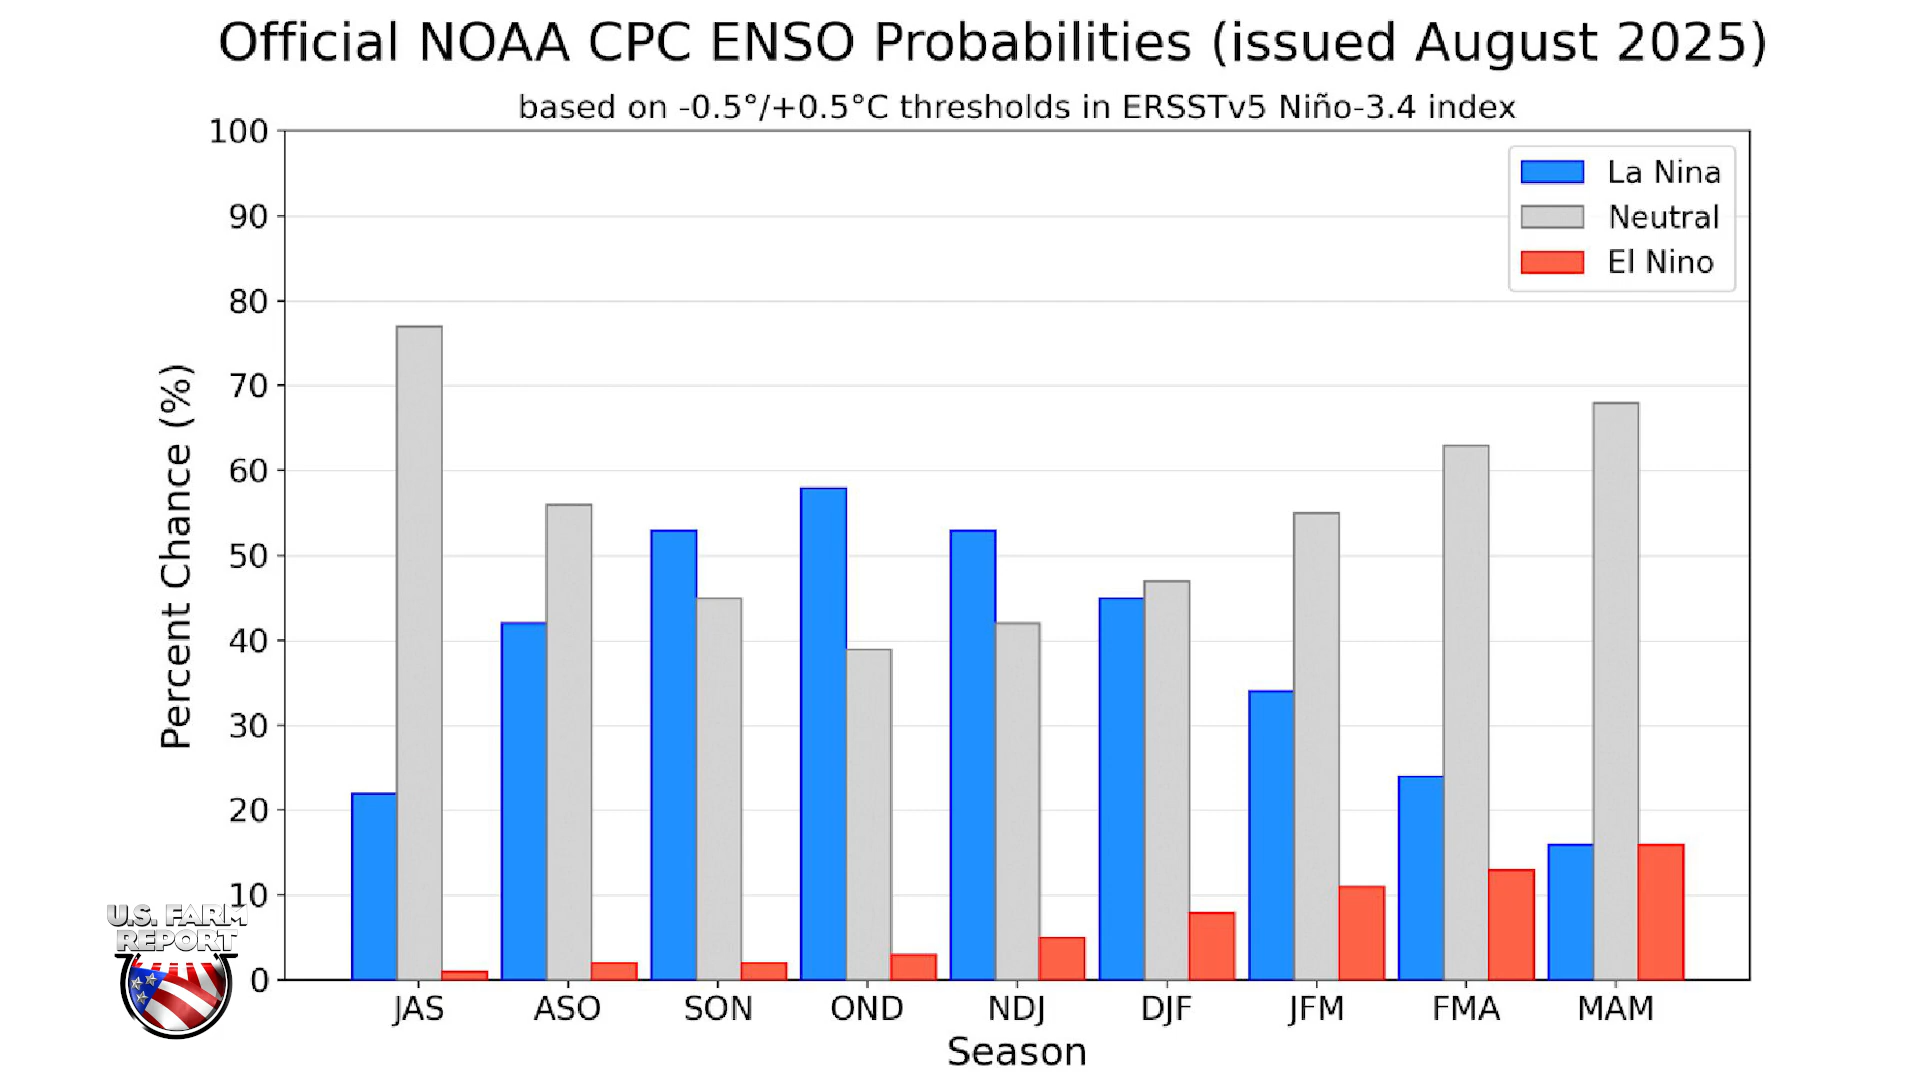 Official NOAA CPC ENSO Probabilities (issued August 2025)
based on -0.5°/+0.5°C thresholds in ERSSTv5 Niño-3.4 index
La Nina
Neutral
El Nino
Percent Chance (%)
100
90
80
70
60
50
40
30
20
10
0
JAS ASO SON OND NDJ DJF JFM FMA MAM
Season
U.S. FARM
REPORT